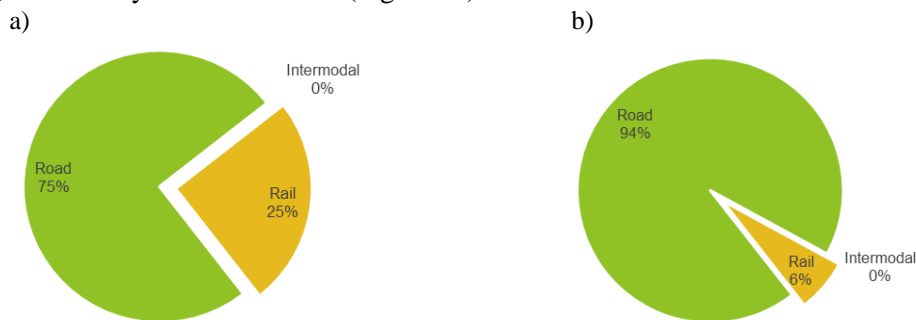 a)
b)
Intermodal
0%
Road
75%
Rail
25%
Road
94%
Rail
6%
Intermodal
0%